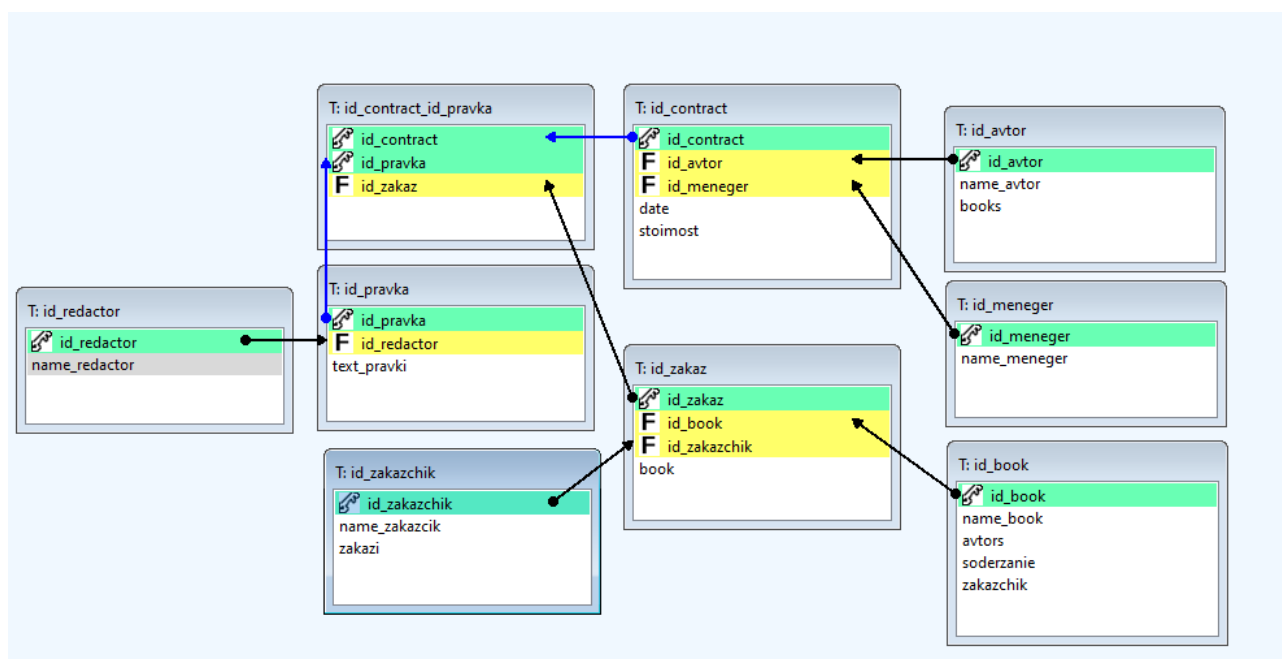 T: id_contract_id_pravka
id_contract
id_pravka
F id_zakaz
T: id_contract
id_contract
F id_avtor
F id_meneger
date
stoimost
T: id_avtor
id_avtor
name_avtor
books
T: id_redactor
id_redactor
name_redactor
T: id_pravka
id_pravka
F id_redactor
text_pravki
T: id_meneger
id_meneger
name_meneger
T: id_zakaz
id_zakaz
F id_book
F id_zakazchik
book
T: id_zakazchik
id_zakazchik
name_zakazcik
zakazi
T: id_book
id_book
name_book
avtors
soderzanie
zakazchik